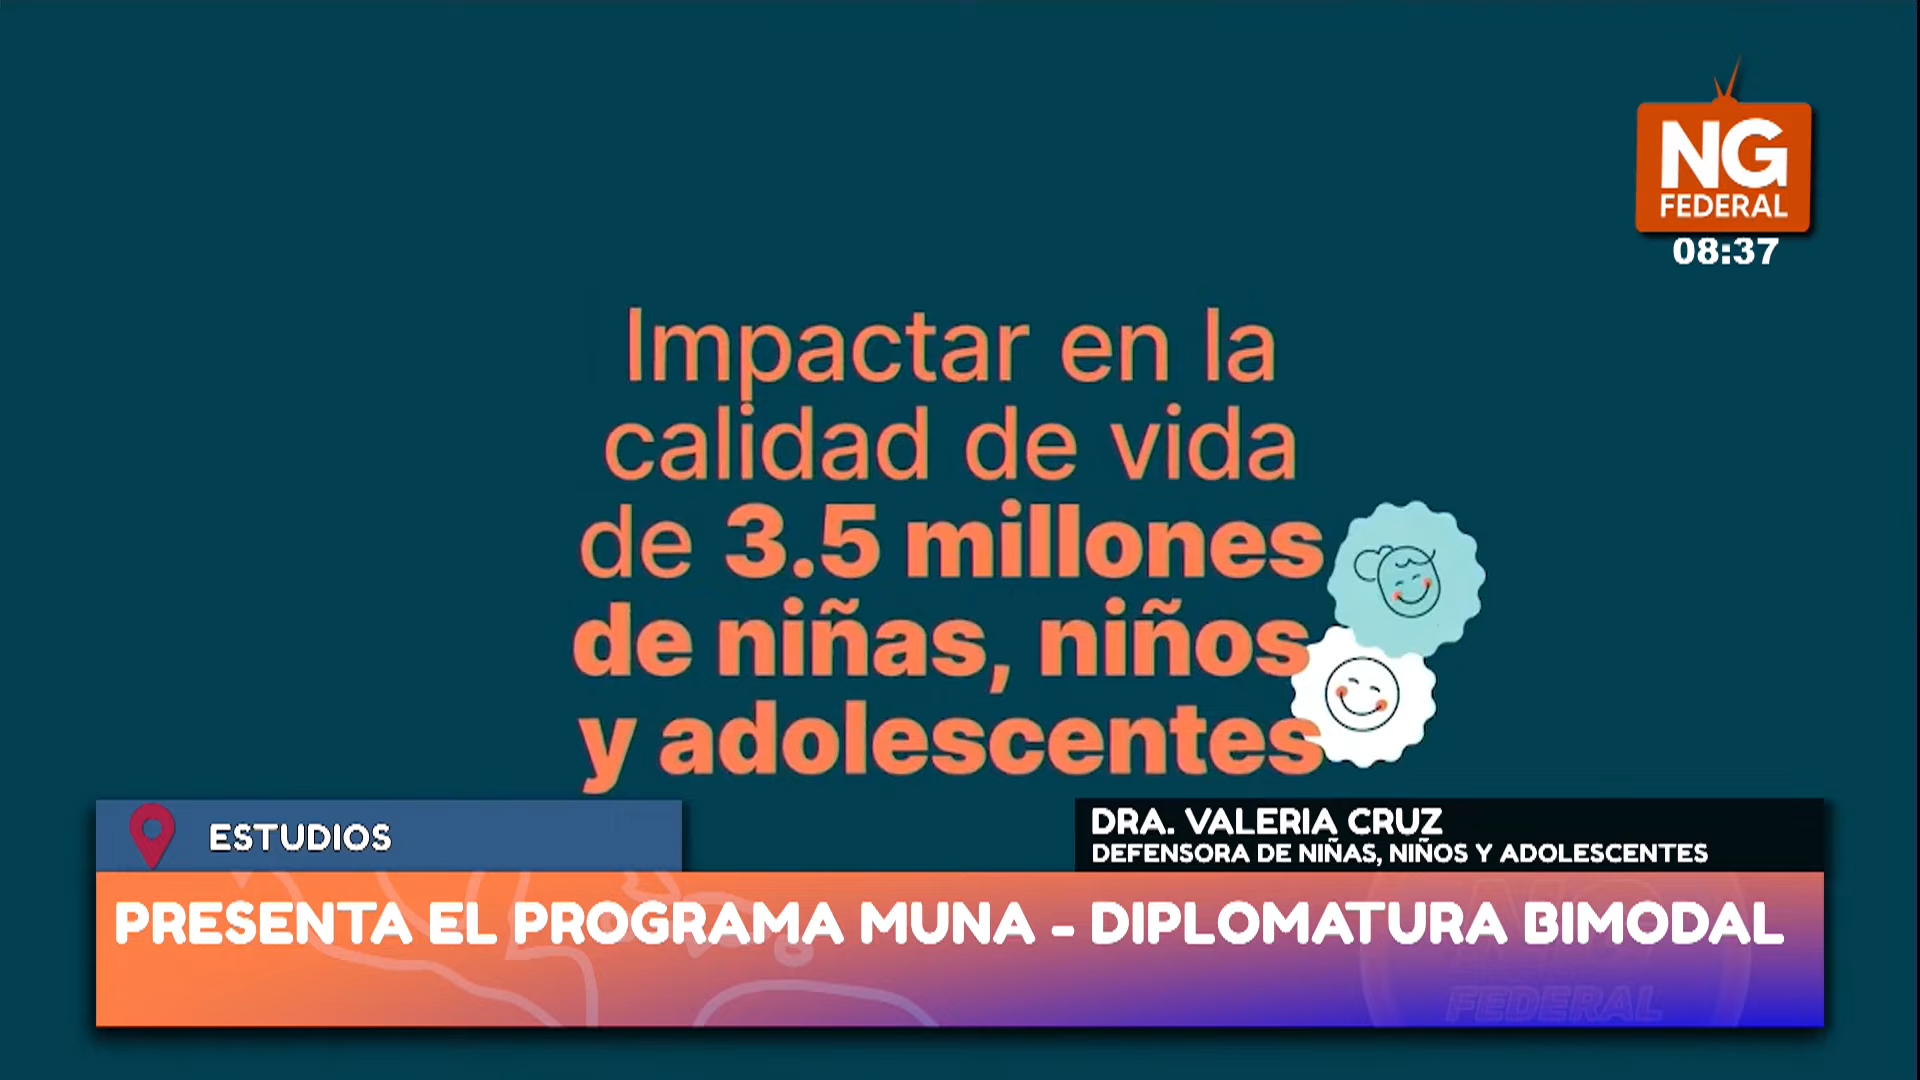 NG
FEDERAL
08:37
Impactar en la
calidad de vida
de 3.5 millones
de niñas, niños
y adolescentes
ESTUDIOS
DRA. VALERIA CRUZ
DEFENSORA DE NIÑAS, NIÑOS Y ADOLESCENTES
PRESENTA EL PROGRAMA MUNA - DIPLOMATURA BIMODAL
FEDERAL